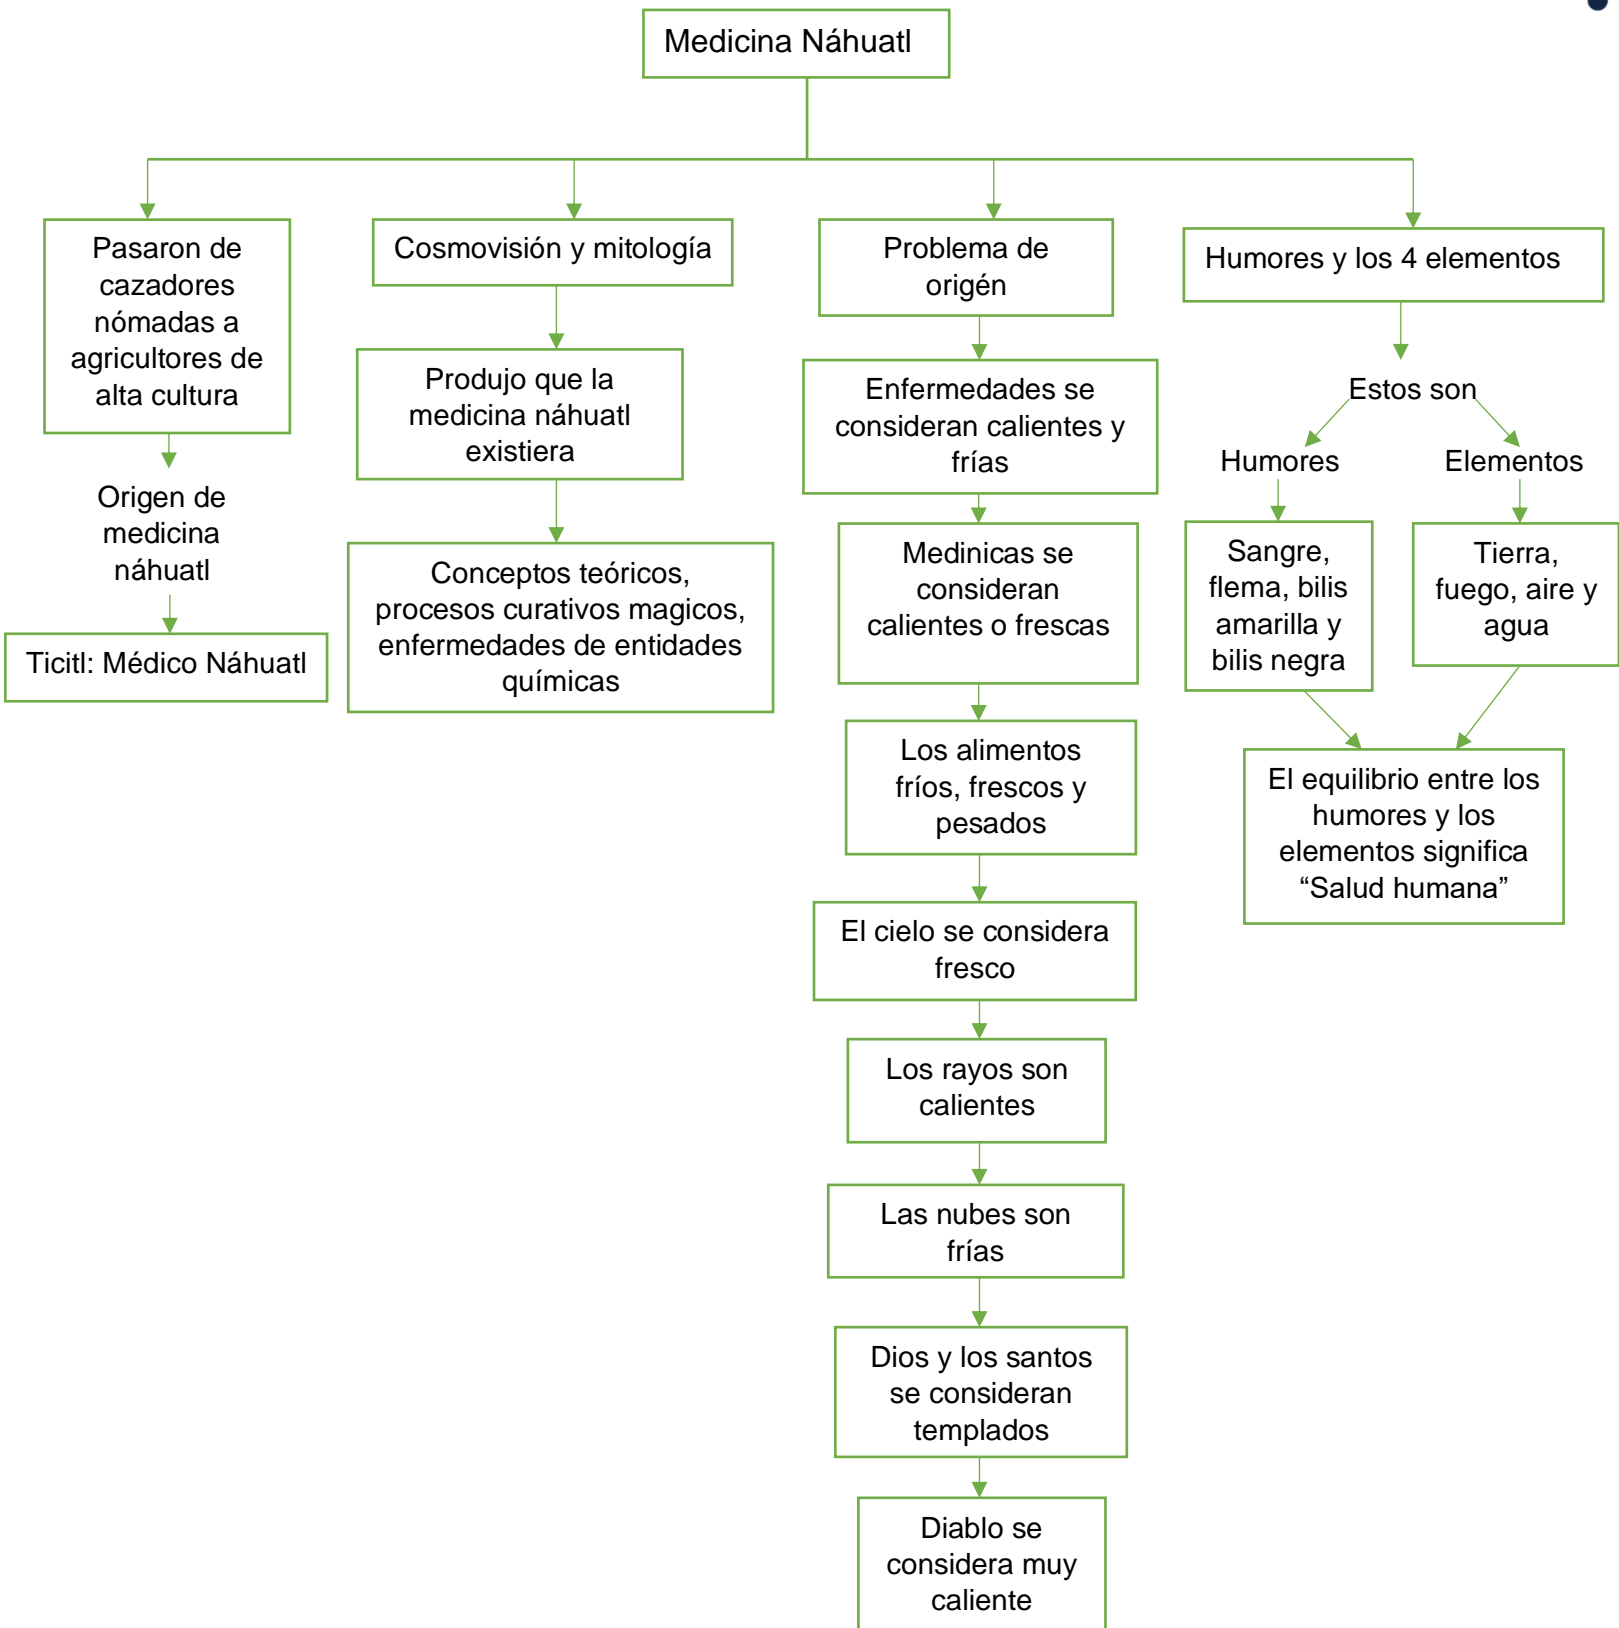 Medicina Náhuatl
Pasaron de
cazadores
nómadas a
agricultores de
alta cultura
Origen de
medicina
náhuatl
Ticitl: Médico Náhuatl
Cosmovisión y mitología
Produjo que la
medicina náhuatl
existiera
Conceptos teóricos,
procesos curativos magicos,
enfermedades de entidades
químicas
Problema de
origén
Enfermedades se
consideran calientes y
frías
Medinicas se
consideran
calientes o frescas
Los alimentos
fríos, frescos y
pesados
El cielo se considera
fresco
Los rayos son
calientes
Las nubes son
frías
Dios y los santos
se consideran
templados
Diablo se
considera muy
caliente
Humores y los 4 elementos
Estos son
Humores
Sangre,
flema, bilis
amarilla y
bilis negra
Elementos
Tierra,
fuego, aire y
agua
El equilibrio entre los
humores y los
elementos significa
“Salud humana”